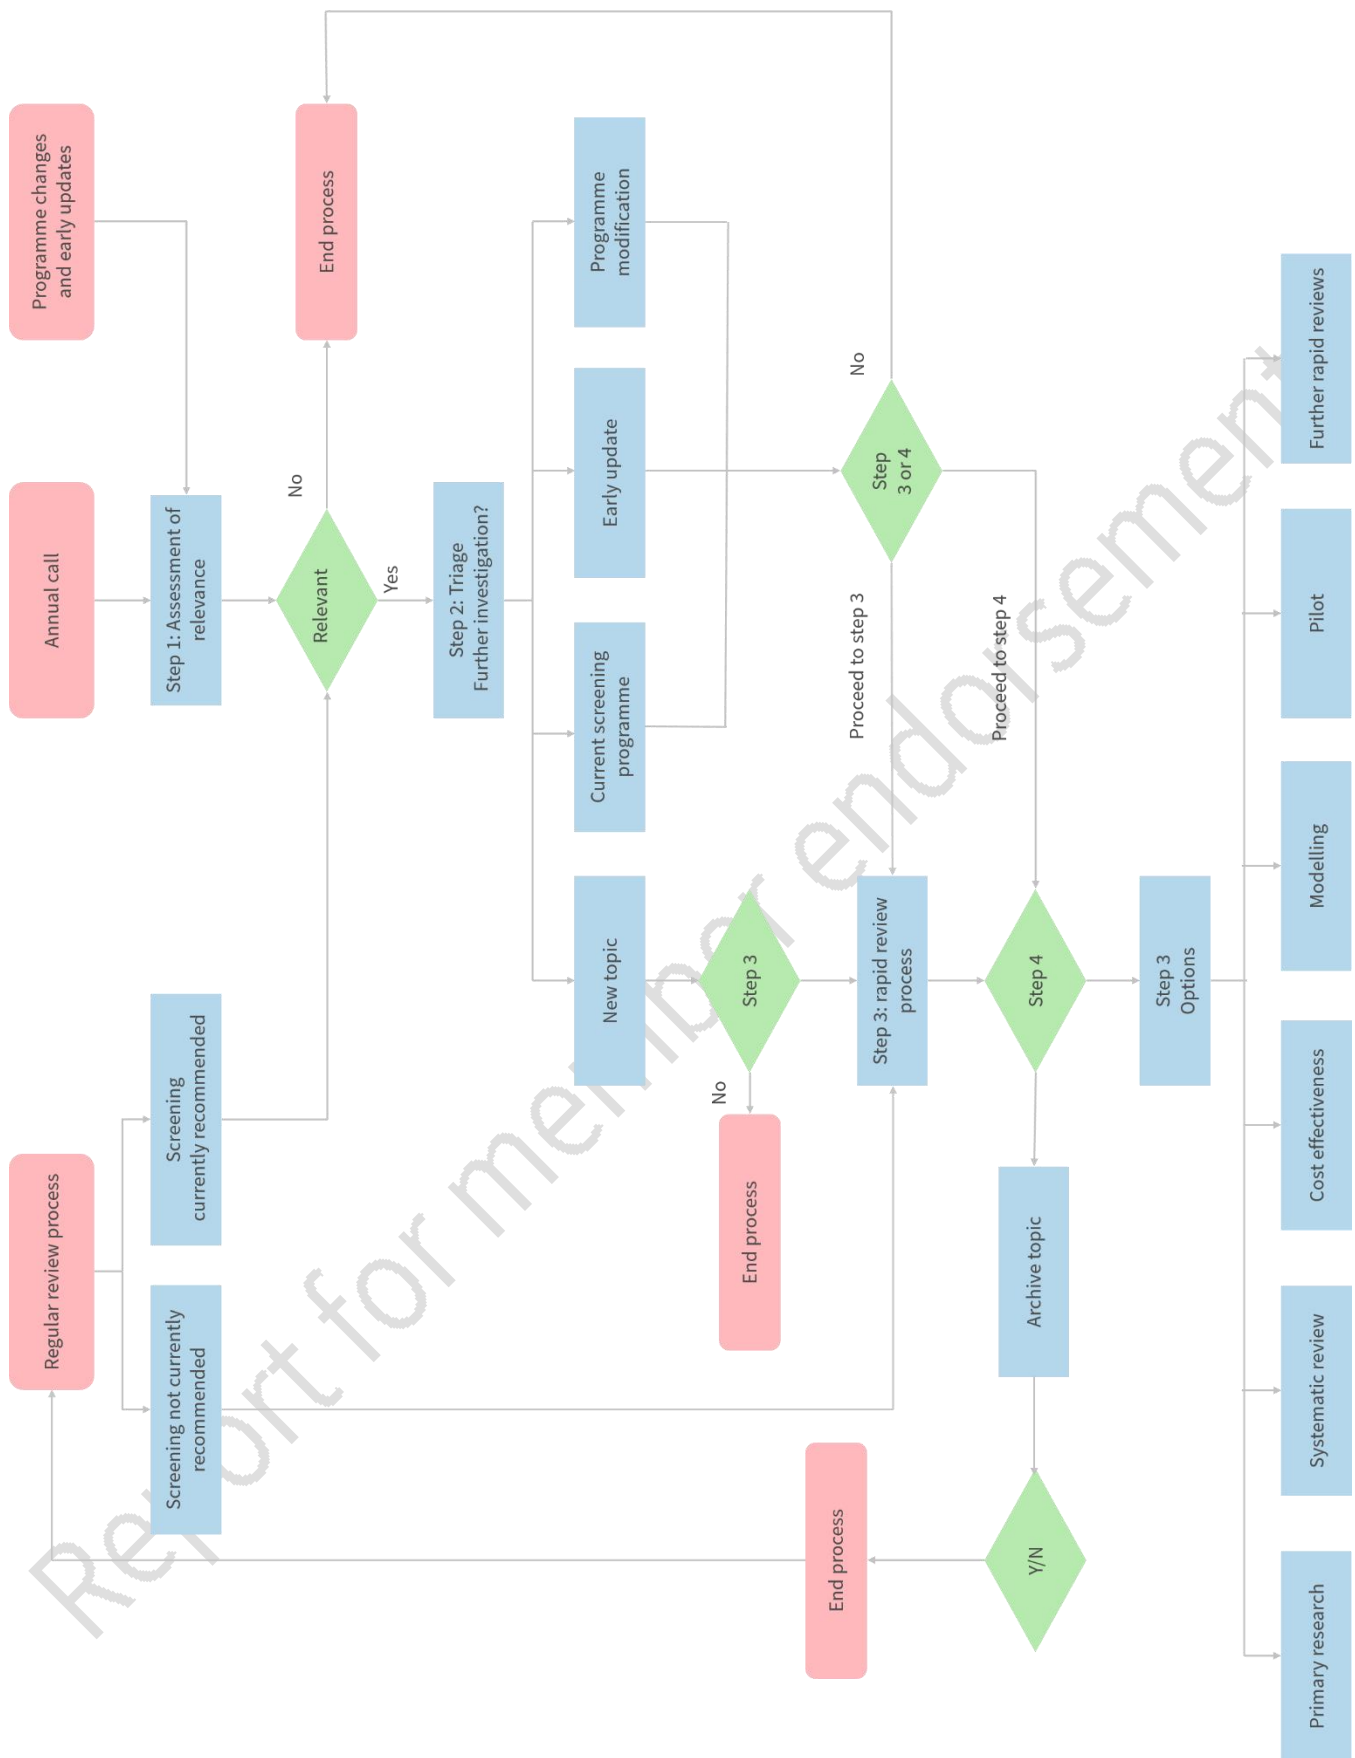 Regular review process
Annual call
Programme changes
and early updates
Screening not currently
recommended
Screening
currently recommended
Step 1: Assessment of
relevance
Relevant
No
End process
Yes
Step 2: Triage
Further investigation?
New topic
Current screening
programme
Early update
Programme
modification
Step 3
No
End process
Step
3 or 4
No
Proceed to step 3
Step 3: rapid review
process
Proceed to step 4
End process
Y/N
Archive topic
Step 4
Step 3
Options
Primary research
Systematic review
Cost effectiveness
Modelling
Pilot
Further rapid reviews
Report for member endorsement